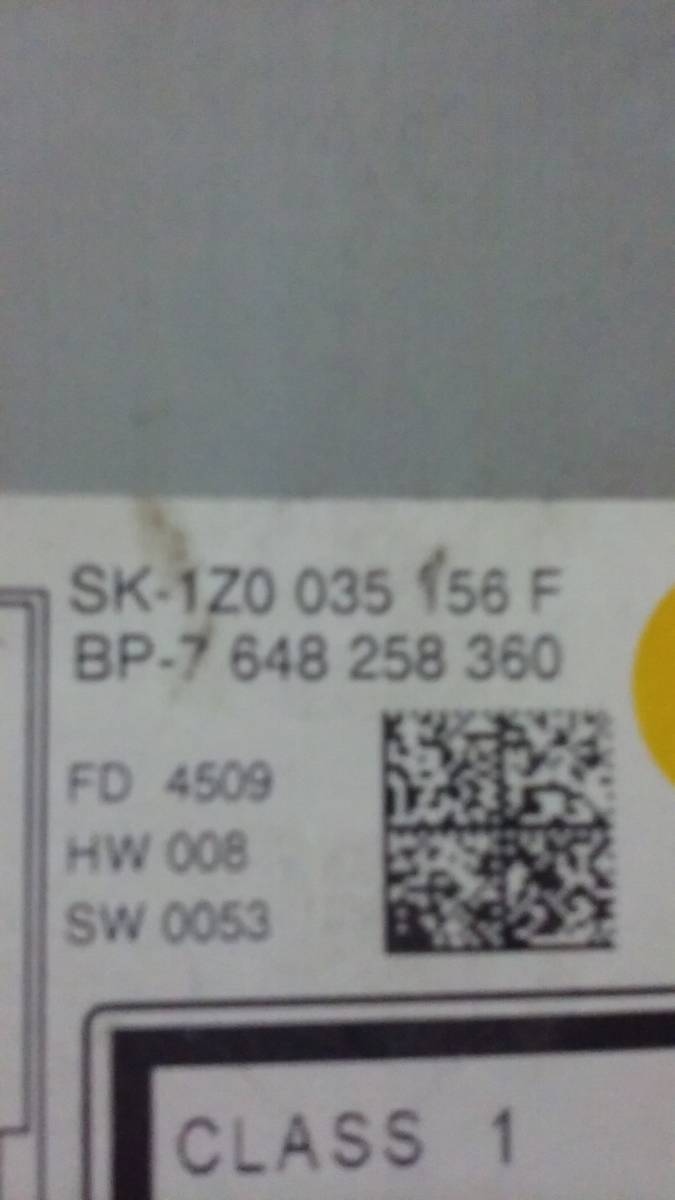 SK-1Z0 035 156 F
BP-7 648 258 360
FD 4509
HW 008
SW 0053
CLASS 1